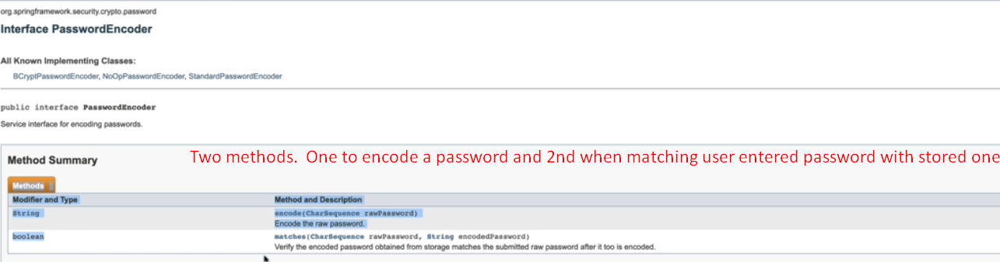 org.springframework.security.crypto.password
Interface PasswordEncoder
All Known Implementing Classes:
BCryptPasswordEncoder, NoOpPasswordEncoder, StandardPasswordEncoder
public interface PasswordEncoder
Service interface for encoding passwords.
Method Summary
Two methods. One to encode a password and 2nd when matching user entered password with stored one
Methods
Modifier and Type Method and Description
String encode(CharSequence rawPassword)
Encode the raw password.
boolean matches(CharSequence rawPassword, String encodedPassword)
Verify the encoded password obtained from storage matches the submitted raw password after it too is encoded.